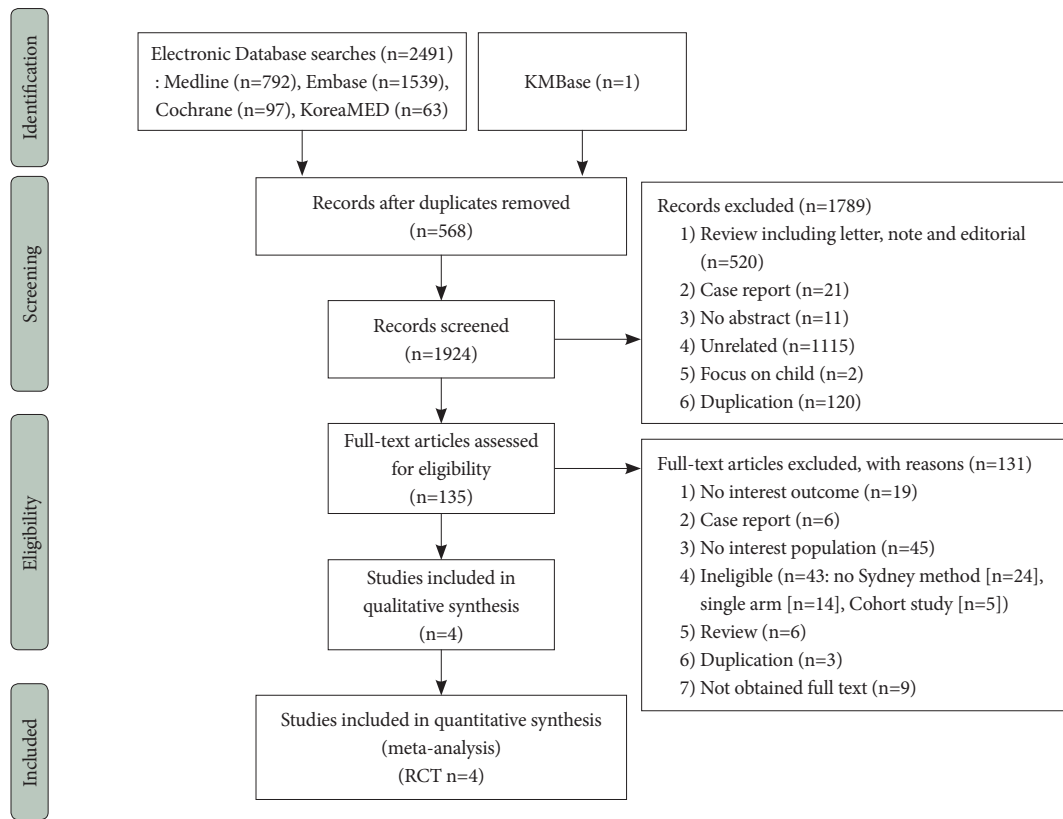 Identification
Electronic Database searches (n=2491)
: Medline (n=792), Embase (n=1539),
Cochrane (n=97), KoreaMED (n=63)
KMBase (n=1)
Screening
Records after duplicates removed
(n=568)
Records screened
(n=1924)
Records excluded (n=1789)
1) Review including letter, note and editorial
(n=520)
2) Case report (n=21)
3) No abstract (n=11)
4) Unrelated (n=1115)
5) Focus on child (n=2)
6) Duplication (n=120)
Eligibility
Full-text articles assessed
for eligibility
(n=135)
Full-text articles excluded, with reasons (n=131)
1) No interest outcome (n=19)
2) Case report (n=6)
3) No interest population (n=45)
4) Ineligible (n=43: no Sydney method [n=24],
single arm [n=14], Cohort study [n=5])
5) Review (n=6)
6) Duplication (n=3)
7) Not obtained full text (n=9)
Studies included in
qualitative synthesis
(n=4)
Included
Studies included in quantitative synthesis
(meta-analysis)
(RCT n=4)